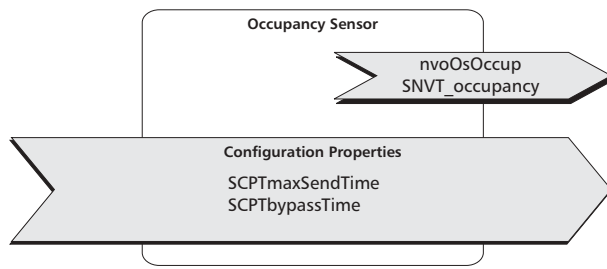 Occupancy Sensor
nvoOsOccup
SNVT_occupancy
Configuration Properties
SCPTmaxSendTime
SCPTbypassTime